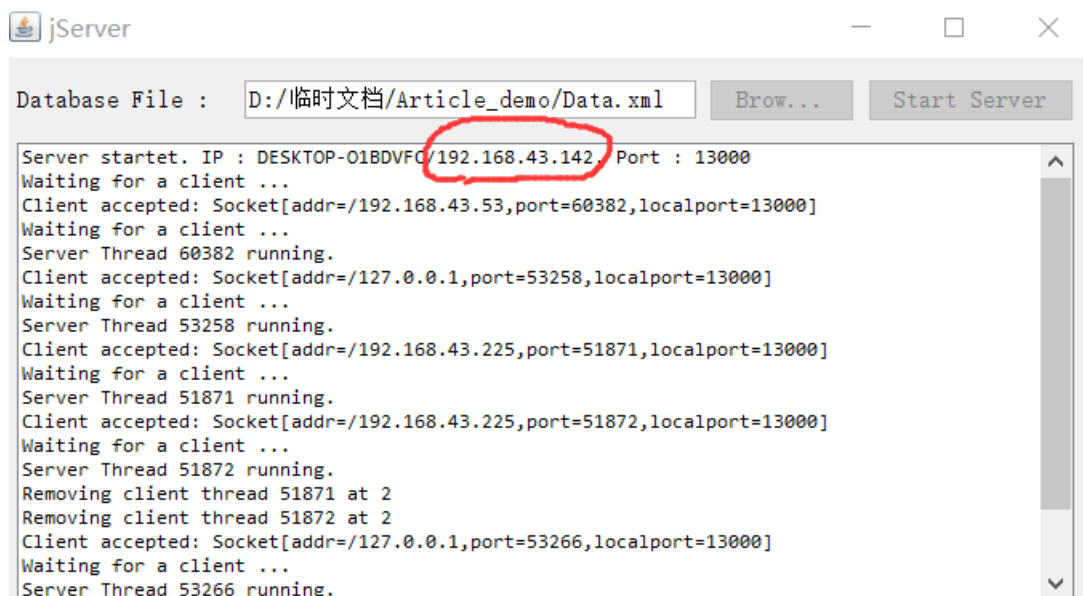 jServer
Database File : D:/临时文档/Article_demo/Data.xml Brow... Start Server
Server startet. IP : DESKTOP-O1BDVFC/192.168.43.142, Port : 13000
Waiting for a client ...
Client accepted: Socket[addr=/192.168.43.53,port=60382,localport=13000]
Waiting for a client ...
Server Thread 60382 running.
Client accepted: Socket[addr=/127.0.0.1,port=53258,localport=13000]
Waiting for a client ...
Server Thread 53258 running.
Client accepted: Socket[addr=/192.168.43.225,port=51871,localport=13000]
Waiting for a client ...
Server Thread 51871 running.
Client accepted: Socket[addr=/192.168.43.225,port=51872,localport=13000]
Waiting for a client ...
Server Thread 51872 running.
Removing client thread 51871 at 2
Removing client thread 51872 at 2
Client accepted: Socket[addr=/127.0.0.1,port=53266,localport=13000]
Waiting for a client ...
Server Thread 53266 running.